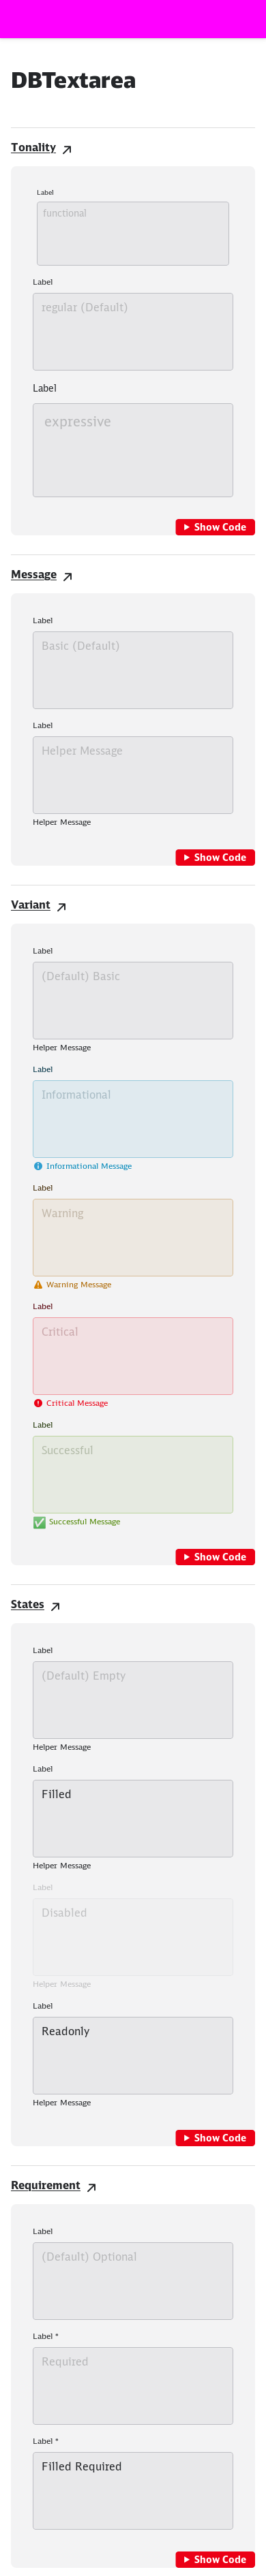 DBTextarea
Tonality
Label
functional
Label
regular (Default)
Label
expressive
Show Code
Message
Label
Basic (Default)
Label
Helper Message
Helper Message
Show Code
Variant
Label
(Default) Basic
Helper Message
Label
Informational
Informational Message
Label
Warning
Warning Message
Label
Critical
Critical Message
Label
Successful
Successful Message
Show Code
States
Label
(Default) Empty
Helper Message
Label
Filled
Helper Message
Label
Disabled
Helper Message
Label
Readonly
Helper Message
Show Code
Requirement
Label
(Default) Optional
Label *
Required
Label *
Filled Required
Show Code